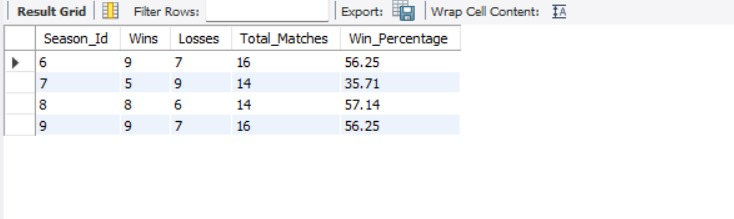 Result Grid Filter Rows: Export: Wrap Cell Content: IA
Season_Id Wins Losses Total_Matches Win_Percentage
6 9 7 16 56.25
7 5 9 14 35.71
8 8 6 14 57.14
9 9 7 16 56.25